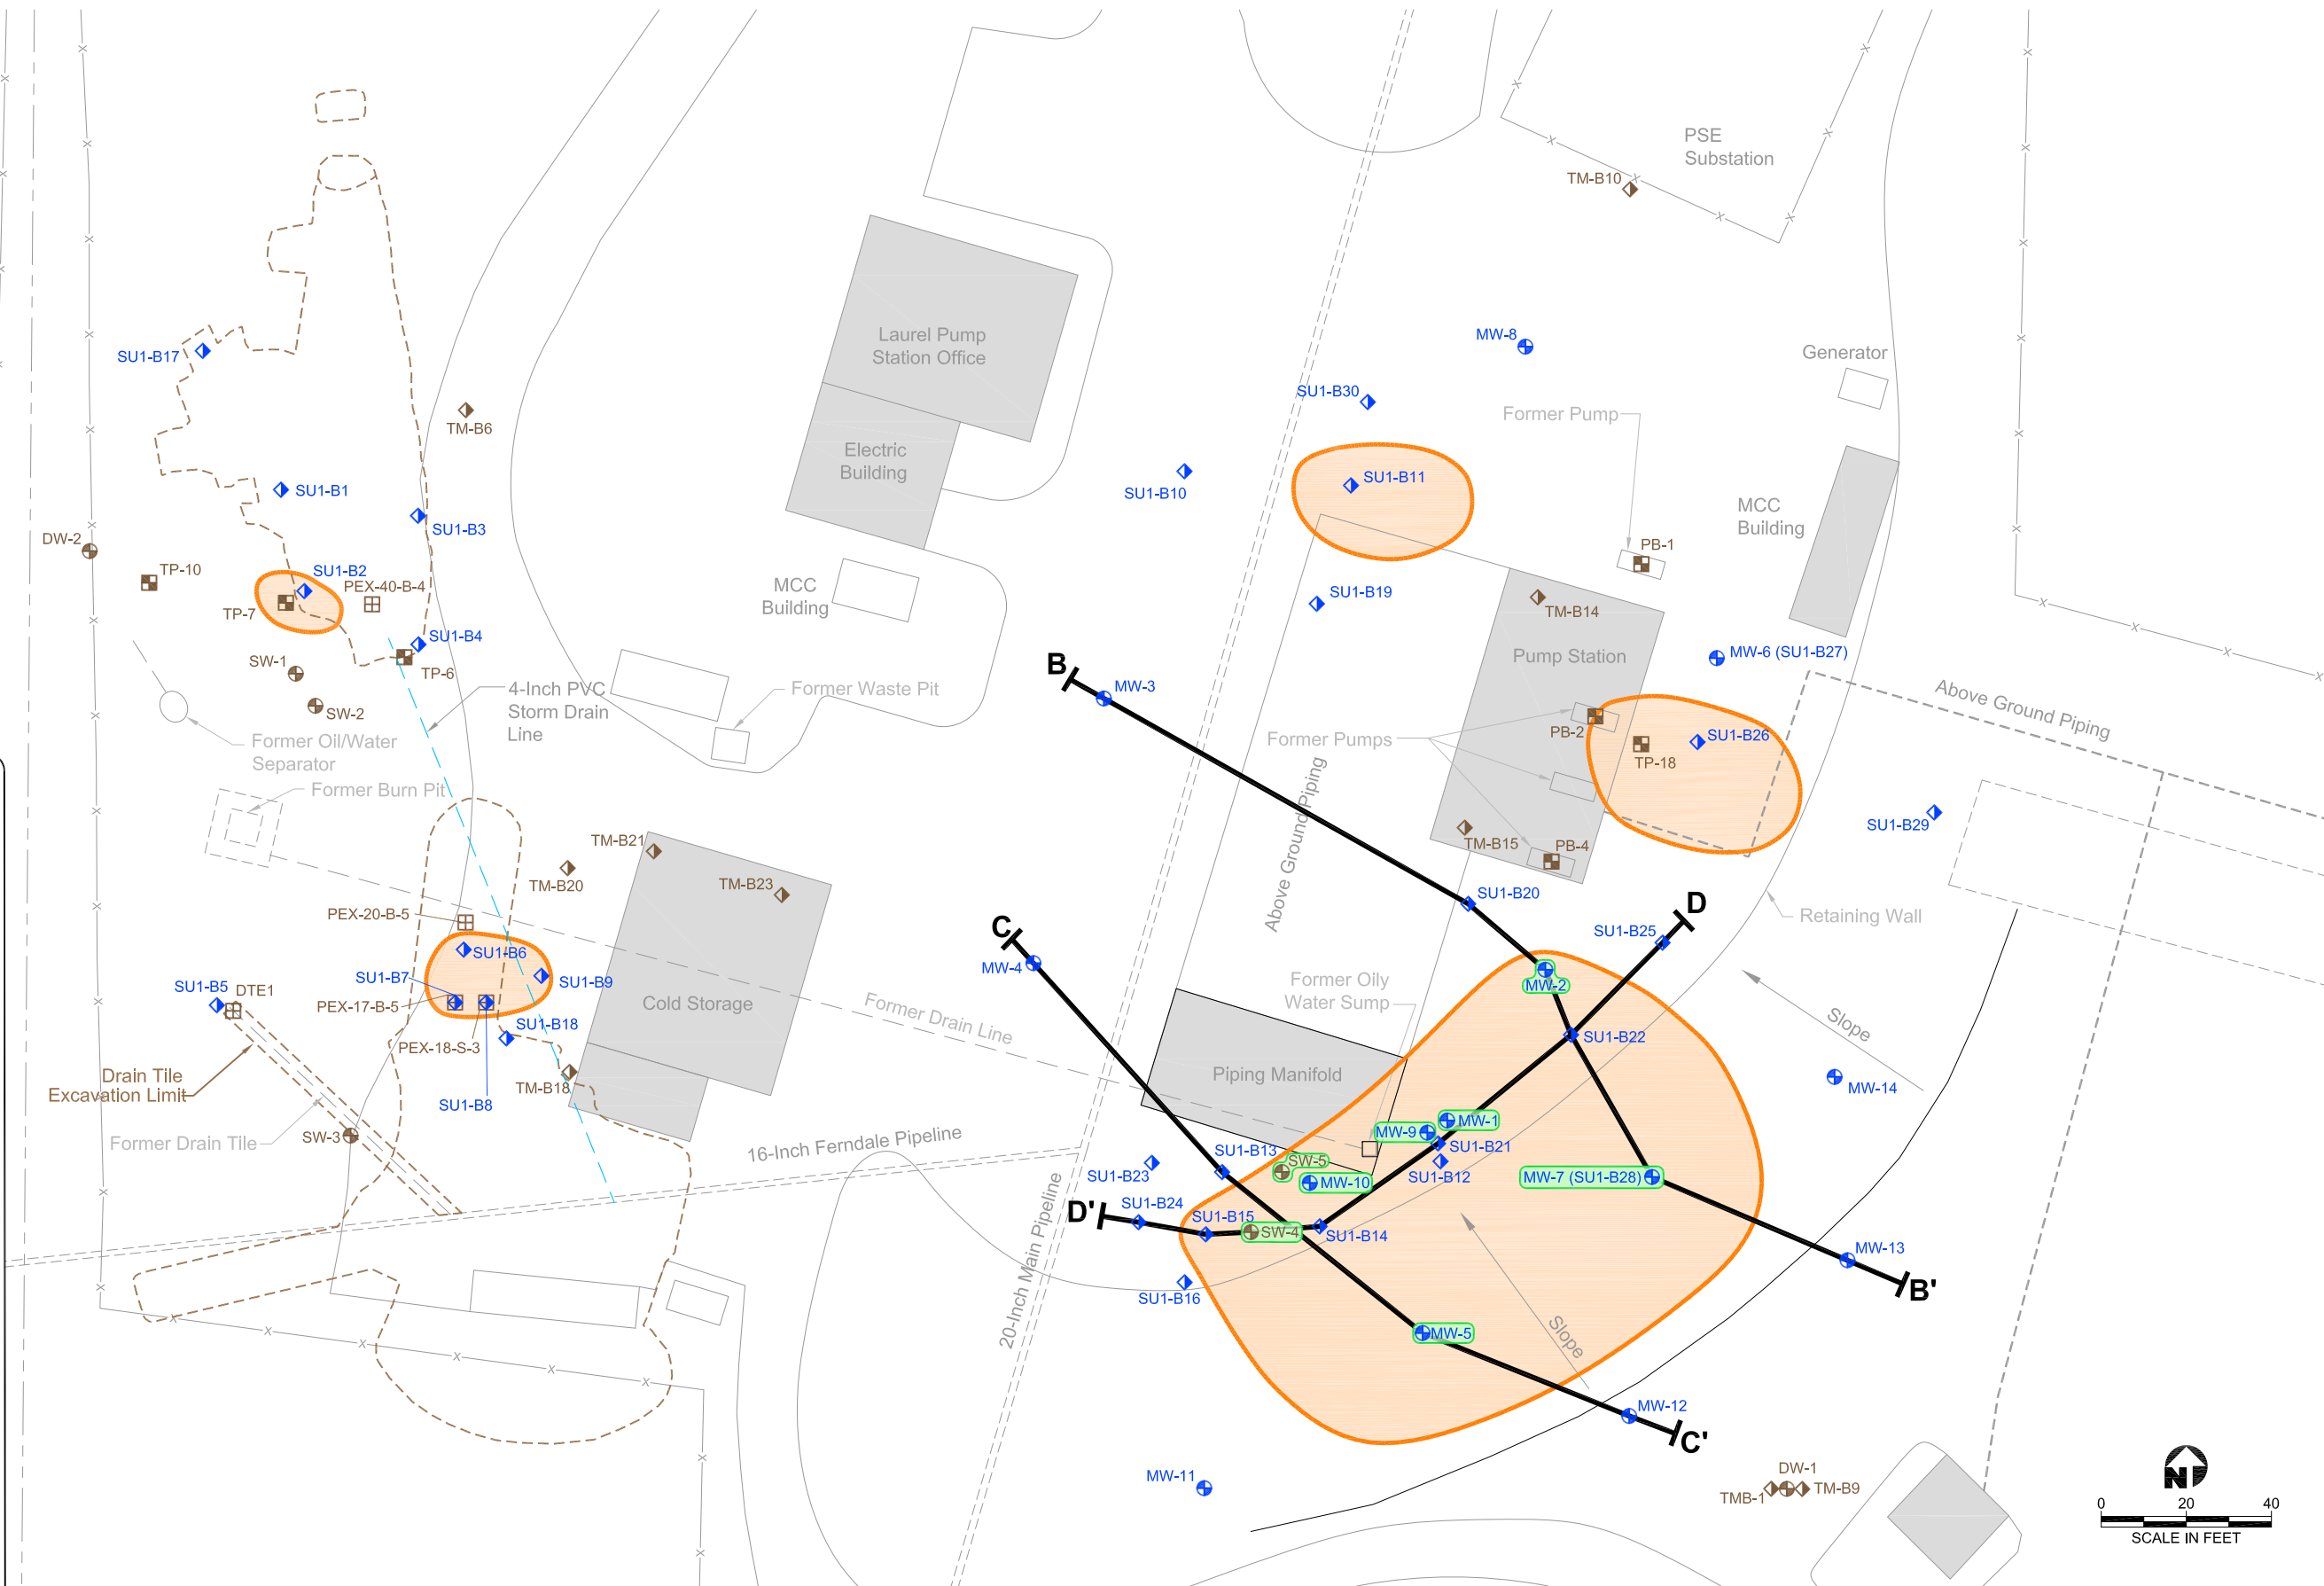 PSE
Substation
TM-B10
MW-8
Generator
SU1-B17
Laurel Pump
Station Office
SU1-B30
Former Pump
TM-B6
Electric
Building
SU1-B10
SU1-B11
SU1-B1
MCC
Building
SU1-B3
DW-2
PB-1
TP-10
SU1-B2
PEX-40-B-4
MCC
Building
SU1-B19
TM-B14
TP-7
SU1-B4
SW-1
TP-6
Pump Station
MW-6 (SU1-B27)
B
MW-3
4-Inch PVC
Storm Drain
Line
Former Waste Pit
Above Ground Piping
SW-2
Former Oil/Water
Separator
Former Pumps
PB-2
SU1-B26
TP-18
Former Burn Pit
Above Ground Piping
SU1-B29
TM-B21
TM-B15
PB-4
TM-B20
TM-B23
SU1-B20
D
Retaining Wall
PEX-20-B-5
C
SU1-B25
SU1-B6
SU1-B7
SU1-B9
MW-4
Former Oily
Water Sump
MW-2
SU1-B5
DTE1
PEX-17-B-5
Cold Storage
Former Drain Line
Slope
SU1-B18
SU1-B22
PEX-18-S-3
Drain Tile
Excavation Limit
TM-B18
Piping Manifold
MW-14
SU1-B8
SW-3
Former Drain Tile
16-Inch Ferndale Pipeline
MW-1
MW-9
SU1-B21
SU1-B13
SU1-B23
SW-5
MW-10
SU1-B12
MW-7 (SU1-B28)
D'
SU1-B24
SU1-B15
SW-4
SU1-B14
MW-13
B'
20-Inch Main Pipeline
SU1-B16
MW-5
Slope
MW-12
C'
MW-11
DW-1
TMB-1
TM-B9
N
0 20 40
SCALE IN FEET